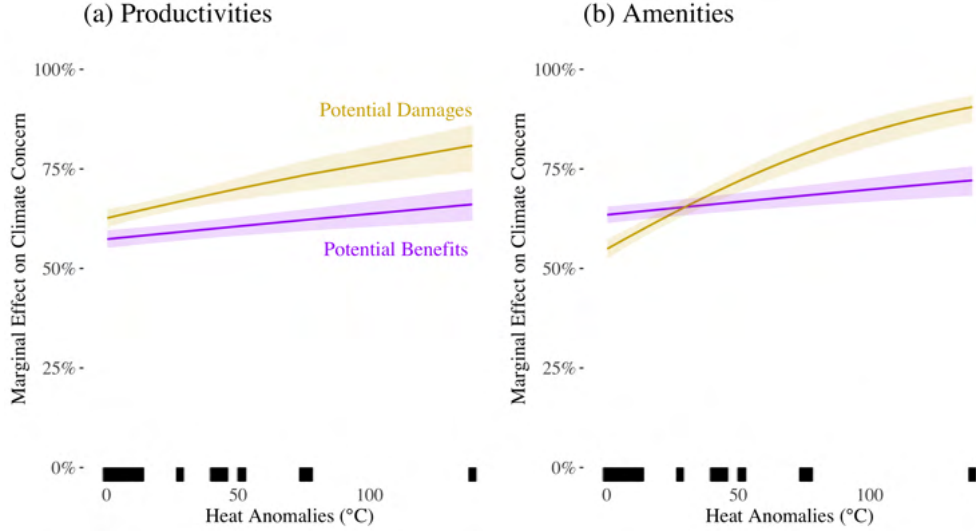 (a) Productivities
100%
75%
50%
25%
0%
Marginal Effect on Climate Concern
Potential Damages
Potential Benefits
0
50
100
Heat Anomalies (°C)
(b) Amenities
100%
75%
50%
25%
0%
Marginal Effect on Climate Concern
0
50
100
Heat Anomalies (°C)